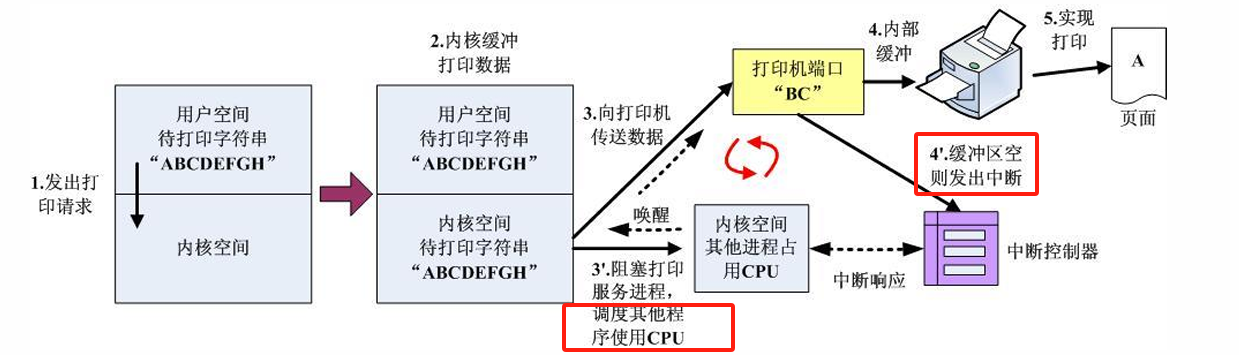 1.发出打
印请求
用户空间
待打印字符串
“ABCDEFGH”
内核空间
2.内核缓冲
打印数据
用户空间
待打印字符串
“ABCDEFGH”
内核空间
待打印字符串
“ABCDEFGH”
3.向打印机
传送数据
唤醒
3'.阻塞打印
服务进程，
调度其他程
序使用CPU
打印机端口
“BC”
内核空间
其他进程占
用CPU
4.内部
缓冲
4'.缓冲区空
则发出中断
中断响应
中断控制器
5.实现
打印
A
页面